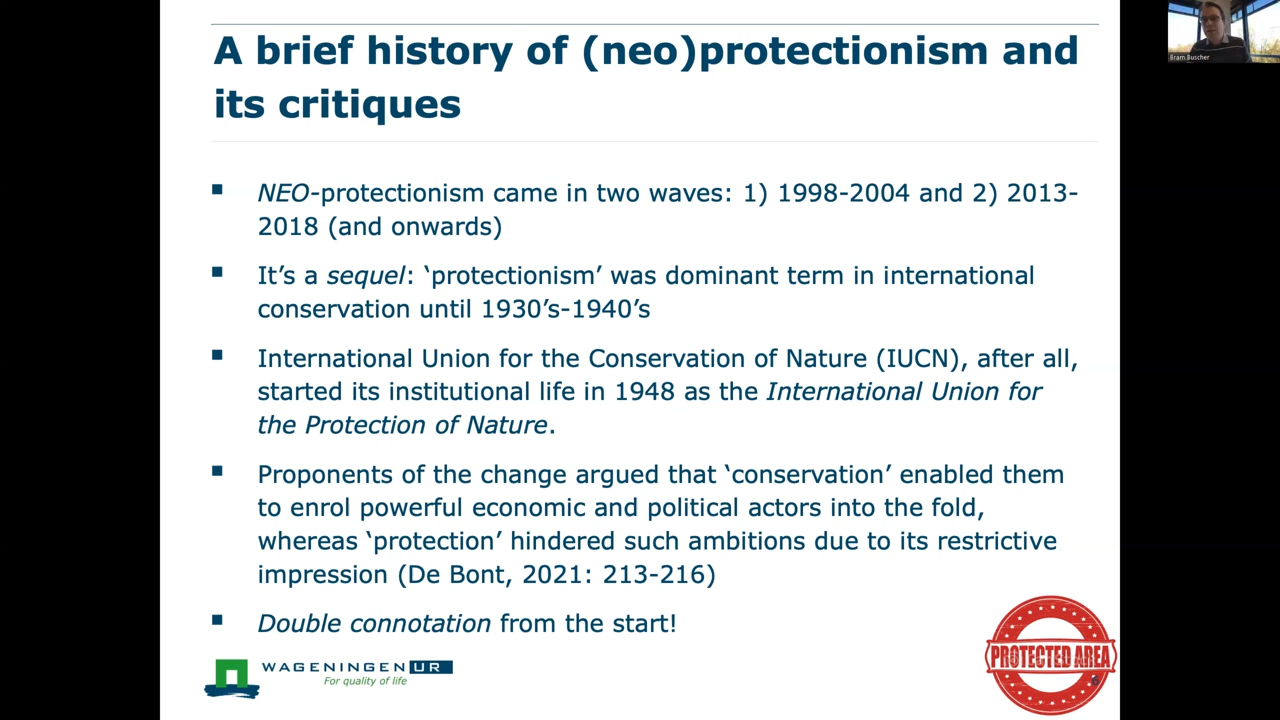 A brief history of (neo)protectionism and
its critiques
Bram Buscher
▪ NEO-protectionism came in two waves: 1) 1998-2004 and 2) 2013-
2018 (and onwards)
▪ It’s a sequel: ‘protectionism’ was dominant term in international
conservation until 1930’s-1940’s
▪ International Union for the Conservation of Nature (IUCN), after all,
started its institutional life in 1948 as the International Union for
the Protection of Nature.
▪ Proponents of the change argued that ‘conservation’ enabled them
to enrol powerful economic and political actors into the fold,
whereas ‘protection’ hindered such ambitions due to its restrictive
impression (De Bont, 2021: 213-216)
▪ Double connotation from the start!
WAGENINGEN UR
For quality of life
PROTECTED AREA
6